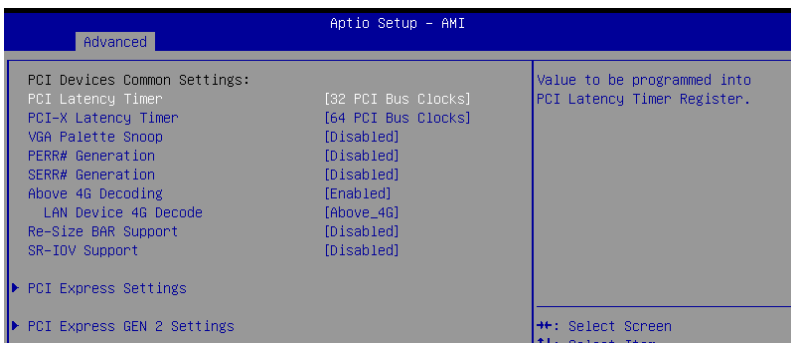 Aptio Setup – AMI
Advanced
PCI Devices Common Settings:
PCI Latency Timer [32 PCI Bus Clocks]
PCI-X Latency Timer [64 PCI Bus Clocks]
VGA Palette Snoop [Disabled]
PERR# Generation [Disabled]
SERR# Generation [Disabled]
Above 4G Decoding [Enabled]
LAN Device 4G Decode [Above_4G]
Re-Size BAR Support [Disabled]
SR-IOV Support [Disabled]
PCI Express Settings
PCI Express GEN 2 Settings
Value to be programmed into
PCI Latency Timer Register.
→←: Select Screen
↑↓: Select Item